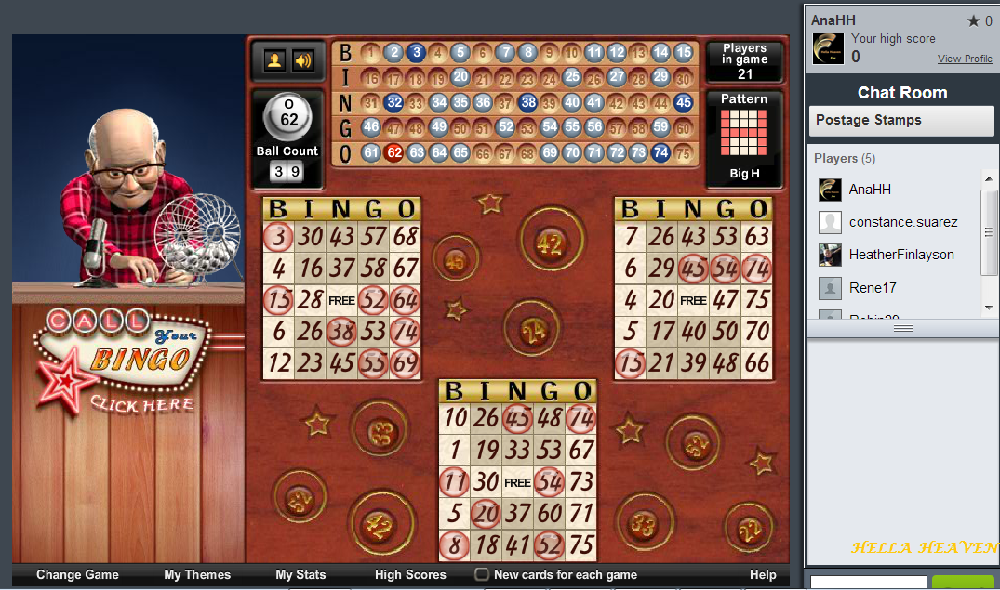 AnaHH ★ 0
Your high score
0
View Profile
Chat Room
Postage Stamps
Players (5)
AnaHH
constance.suarez
HeatherFinlayson
Rene17
HELLA HEAVEN
O
62
Ball Count
3 9
B 1 2 3 4 5 6 7 8 9 10 11 12 13 14 15
I 16 17 18 19 20 21 22 23 24 25 26 27 28 29 30
N 31 32 33 34 35 36 37 38 39 40 41 42 43 44 45
G 46 47 48 49 50 51 52 53 54 55 56 57 58 59 60
O 61 62 63 64 65 66 67 68 69 70 71 72 73 74 75
Players
in game
21
Pattern
Big H
B I N G O
3 30 43 57 68
4 16 37 58 67
15 28 FREE 52 64
6 26 38 53 74
12 23 45 55 69
B I N G O
7 26 43 53 63
6 29 45 54 74
4 20 FREE 47 75
5 17 40 50 70
15 21 39 48 66
B I N G O
10 26 45 48 74
1 19 33 53 67
11 30 FREE 54 73
5 20 37 60 71
8 18 41 52 75
42
CALL
Your
BINGO
CLICK HERE
Change Game My Themes My Stats High Scores New cards for each game Help